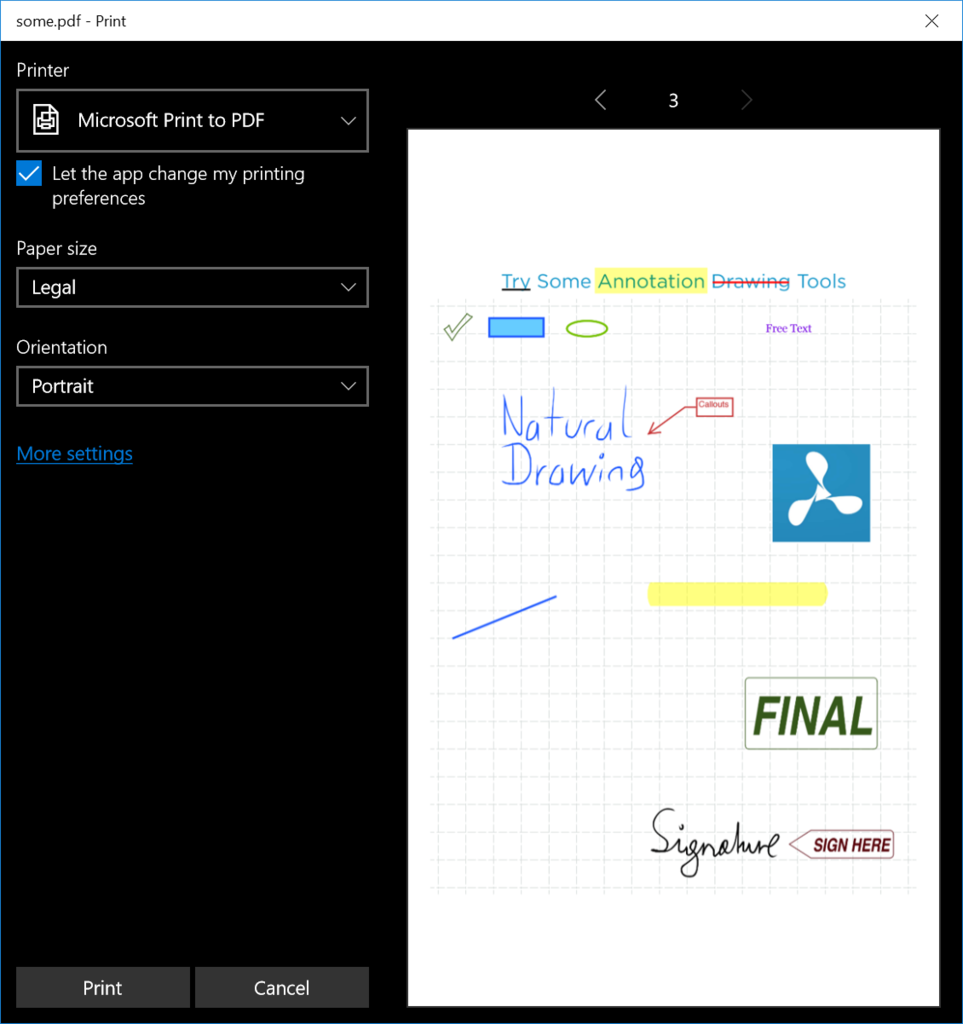 some.pdf - Print
Printer
Microsoft Print to PDF
Let the app change my printing
preferences
Paper size
Legal
Orientation
Portrait
More settings
Print Cancel
3
Try Some Annotation Drawing Tools
Free Text
Callouts
Natural
Drawing
FINAL
Signature
SIGN HERE